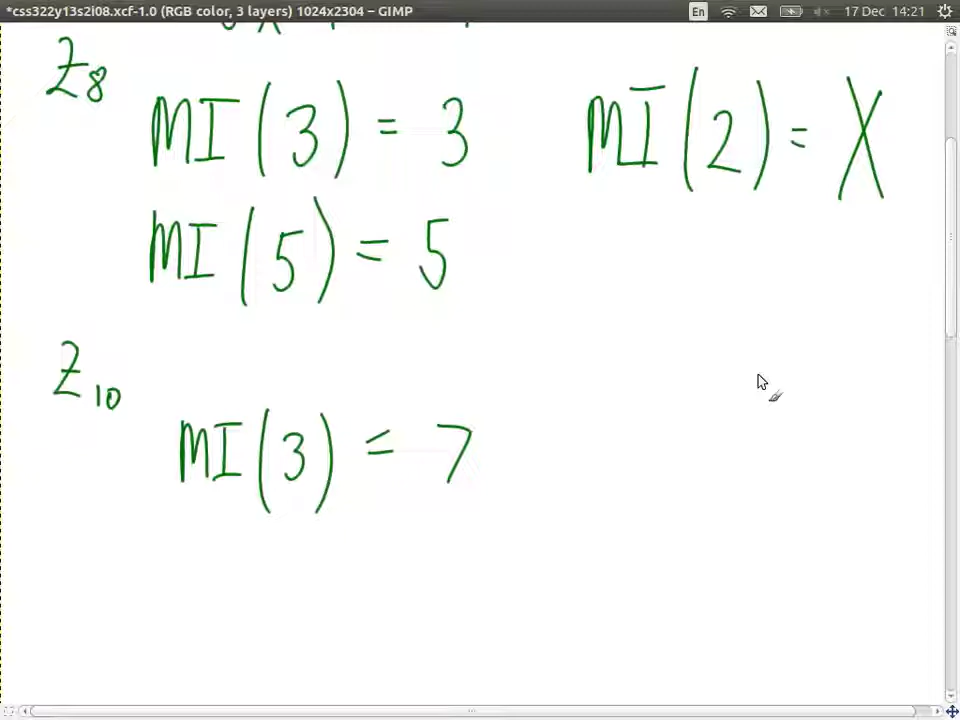 *css322y13s2i08.xcf-1.0 (RGB color, 3 layers) 1024x2304 – GIMP
En
17 Dec 14:21
Z8
MI(3) = 3
MI(2) = X
MI(5) = 5
Z10
MI(3) = 7